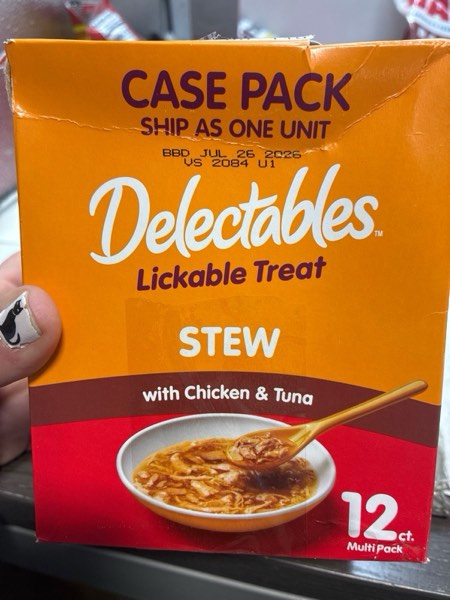 CASE PACK
SHIP AS ONE UNIT
BBD JUL 26 2026
VS 2084 U1
Delectables™
Lickable Treat
STEW
with Chicken & Tuna
12 ct.
Multi Pack